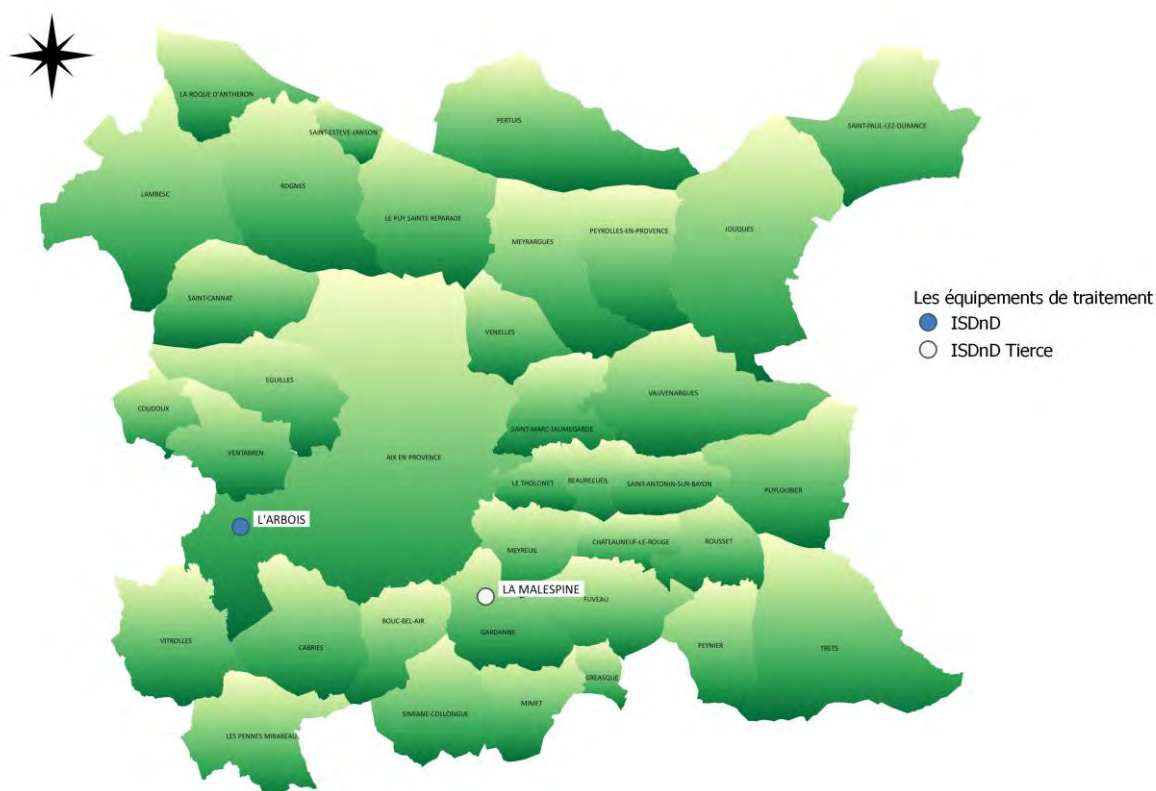 LA ROQUE D'ANTHERON
PERTUIS
SAINT-PAUL-LEZ-DURANCE
SAINT-ESTEVE-JANSON
LAMBESC
ROGNES
LE PUY SAINTE REPARADE
MEYRARGUES
PEYROLLES-EN-PROVENCE
JOUQUES
SAINT-CANNAT.
VENELLES
Les équipements de traitement
ISDnD
ISDnD Tierce
EGUILLES
VAUVENARGUES
COUDOUX
SAINT-MARC-JAUMEGARDE
VENTABREN
AIX EN PROVENCE
LE THOLONET
BEAURECUEIL
SAINT-ANTONIN-SUR-BAYON
PUYLOUBIER
L'ARBOIS
MEYREUIL
CHATEAUNEUF-LE-ROUGE
ROUSSET
LA MALESPINE
FUVEAU
BOUC-BEL-AIR
GARDANNE
VITROLLES
CABRIES
PEYNIER
TRETS
GREASQUE
SIMIANE-COLLONGUE
MIMET
LES PENNES MIRABEAU